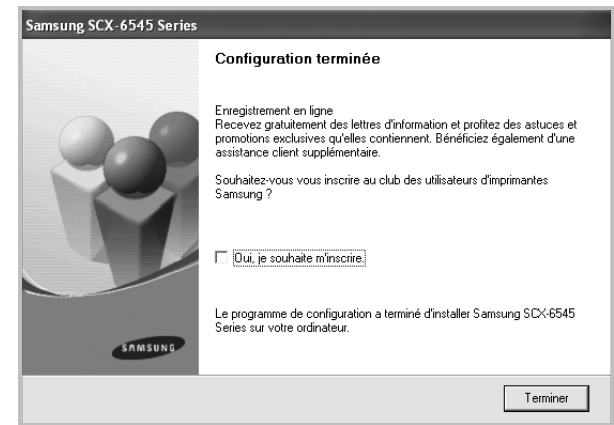 Samsung SCX-6545 Series
Configuration terminée
Enregistrement en ligne
Recevez gratuitement des lettres d'information et profitez des astuces et
promotions exclusives qu'elles contiennent. Bénéficiez également d'une
assistance client supplémentaire.
Souhaitez-vous vous inscrire au club des utilisateurs d'imprimantes
Samsung ?
Oui, je souhaite m'inscrire.
Le programme de configuration a terminé d'installer Samsung SCX-6545
Series sur votre ordinateur.
SAMSUNG
Terminer